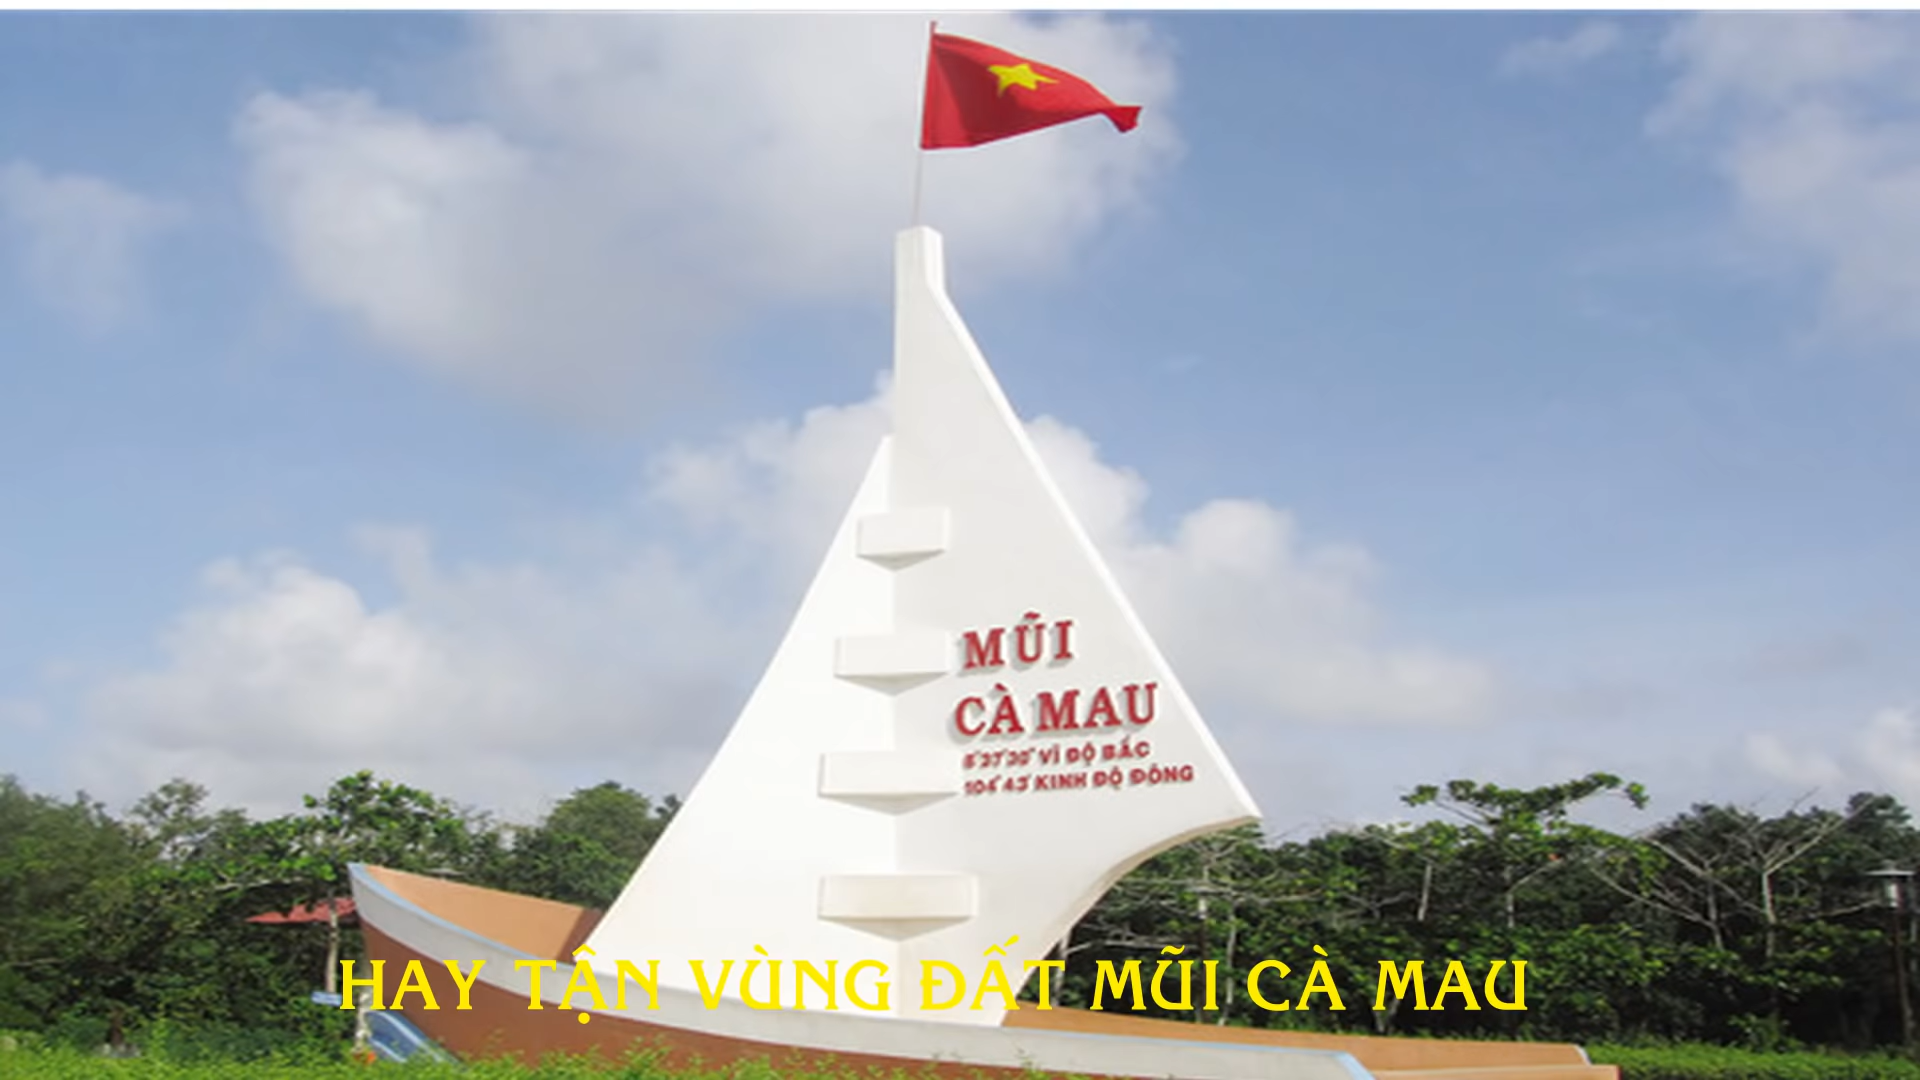 MŨI
CÀ MAU
8°37'30" VĨ ĐỘ BẮC
104°43' KINH ĐỘ ĐÔNG
HAY TẬN VÙNG ĐẤT MŨI CÀ MAU